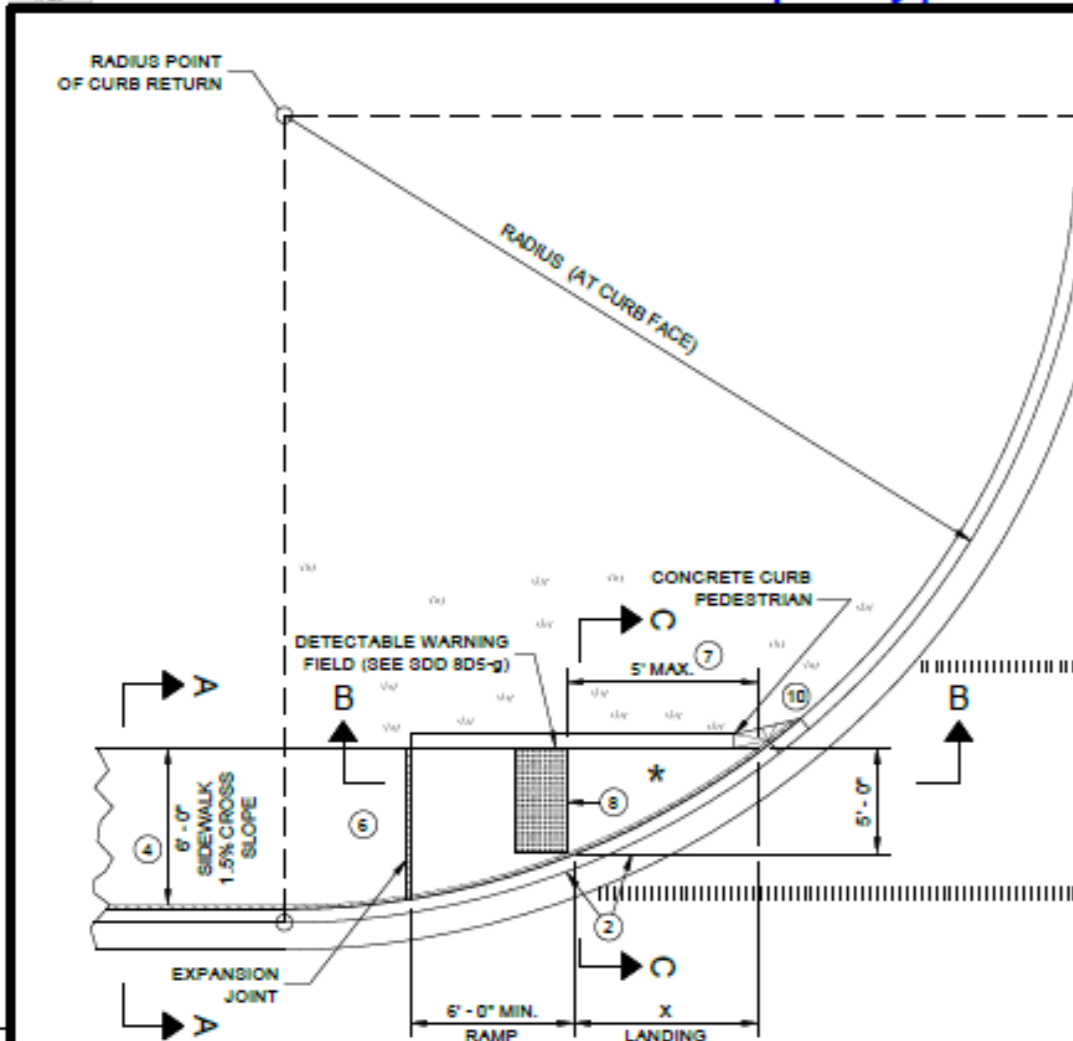 RADIUS POINT
OF CURB RETURN
RADIUS (AT CURB FACE)
CONCRETE CURB
PEDESTRIAN
DETECTABLE WARNING
FIELD (SEE SDD 8D5-g)
C
7
5' MAX.
A
B
10
B
*
6' - 0"
SIDEWALK
1.5% CROSS
SLOPE
4
6
8
5' - 0"
2
EXPANSION
JOINT
C
A
6' - 0" MIN.
RAMP
X
LANDING